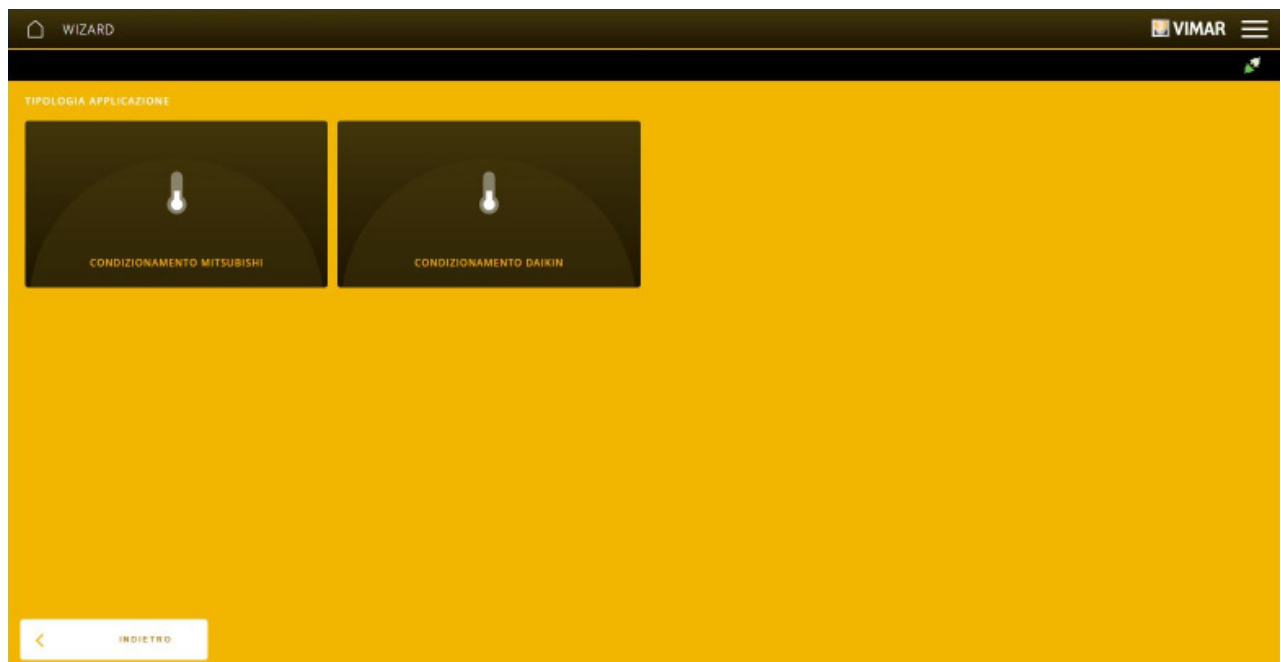 WIZARD
VIMAR
TIPOLOGIA APPLICAZIONE
CONDIZIONAMENTO MITSUBISHI
CONDIZIONAMENTO DAIKIN
INDIETRO